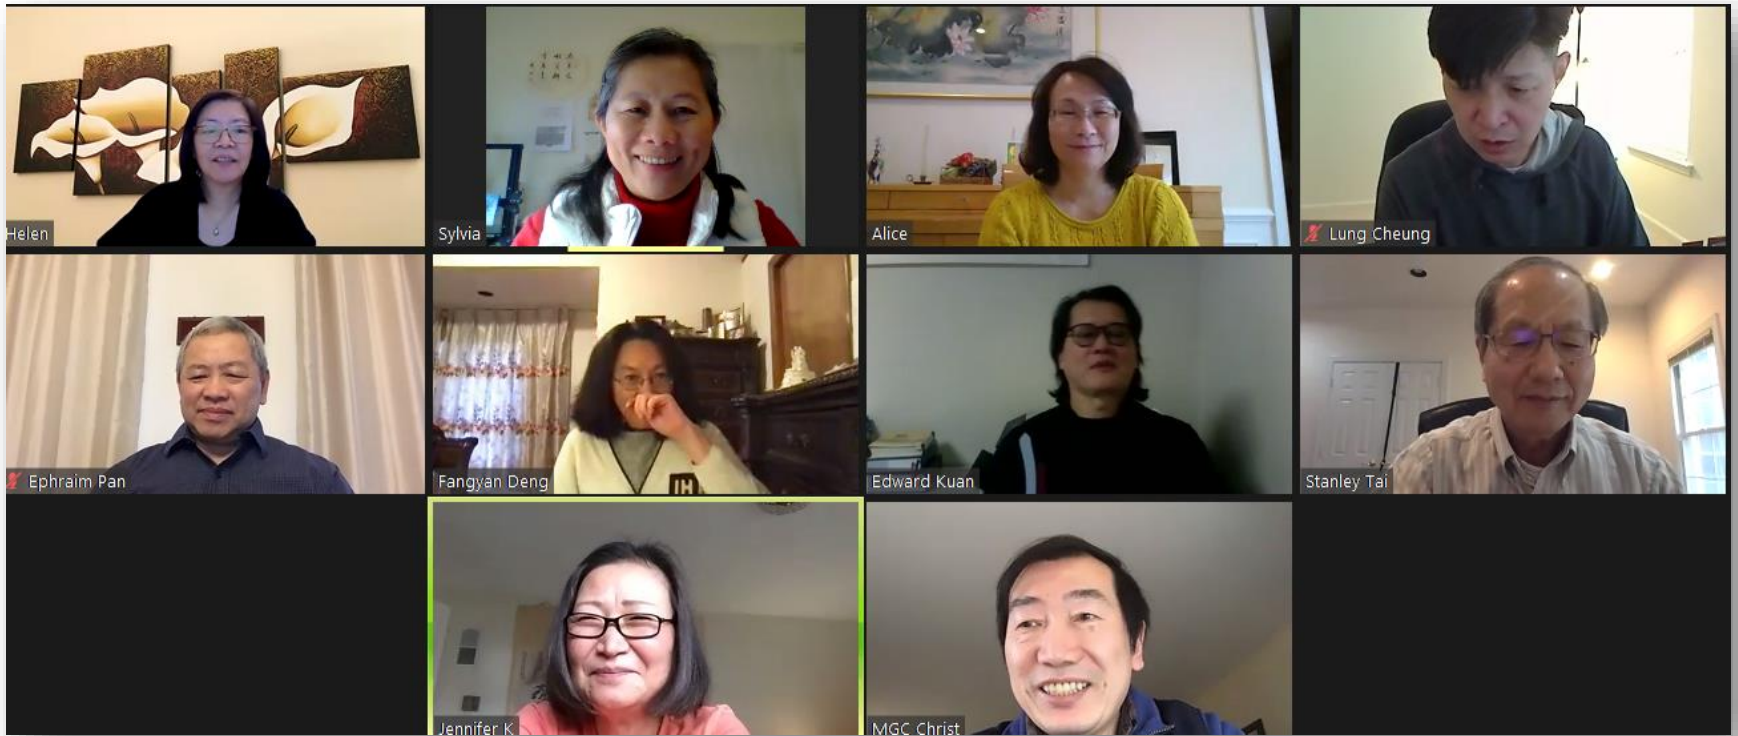 Helen
Sylvia
Alice
Lung Cheung
Ephraim Pan
Fangyan Deng
Edward Kuan
Stanley Tai
Jennifer K
MGC Christ